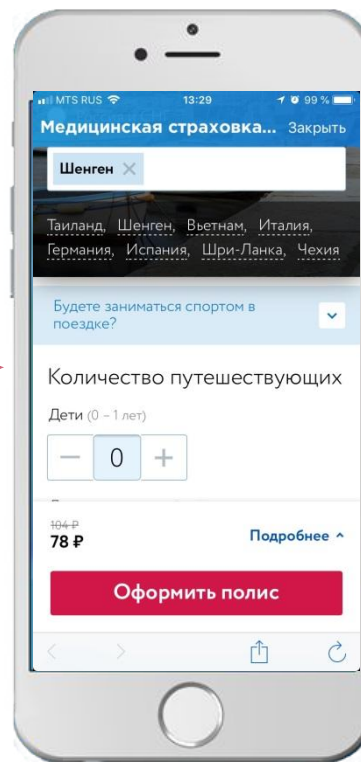 MTS RUS 13:29 99 %
Медицинская страховка... Закрыть
Шенген
Таиланд, Шенген, Вьетнам, Италия,
Германия, Испания, Шри-Ланка, Чехия
Будете заниматься спортом в
поездке?
Количество путешествующих
Дети (0 – 1 лет)
— 0 +
104 ₽
78 ₽ Подробнее
Оформить полис